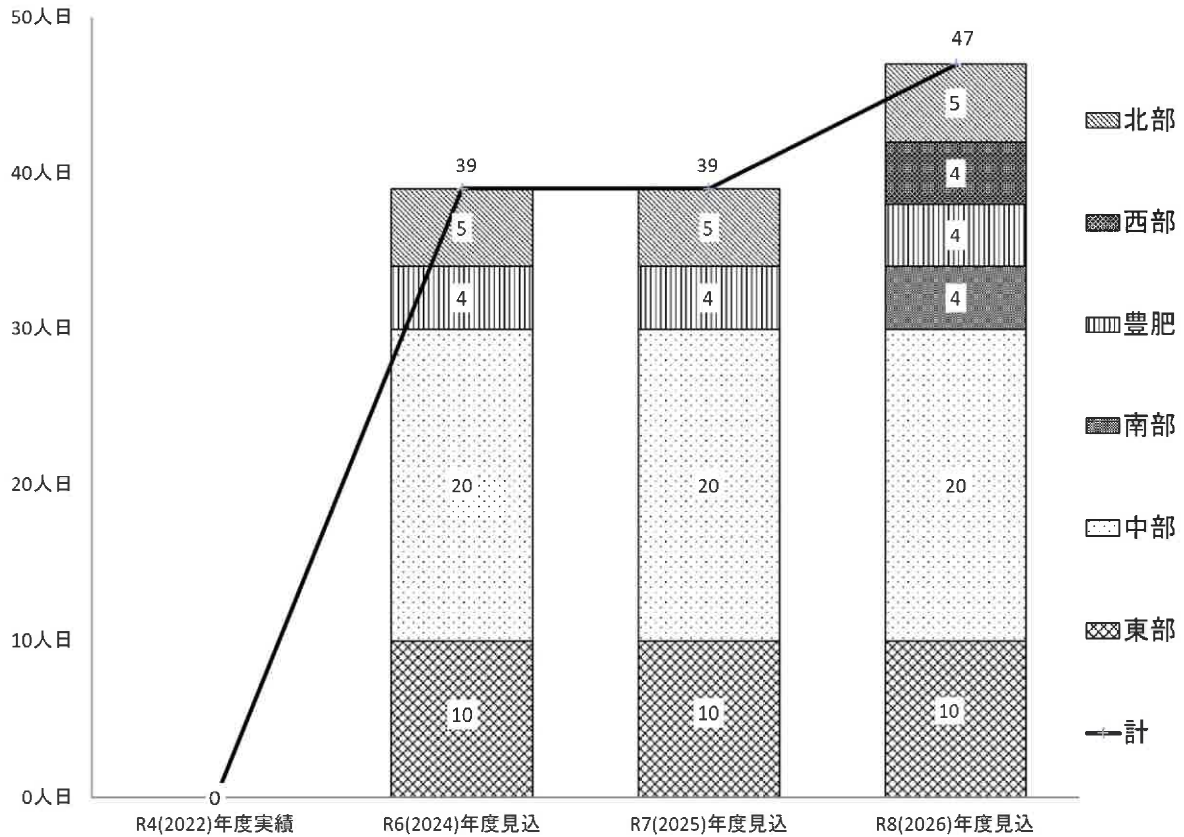 50人日
40人日
30人日
20人日
10人日
0人日
0
39
5
4
20
10
39
5
4
20
10
47
5
4
4
4
20
10
R4(2022)年度実績
R6(2024)年度見込
R7(2025)年度見込
R8(2026)年度見込
北部
西部
豊肥
南部
中部
東部
計